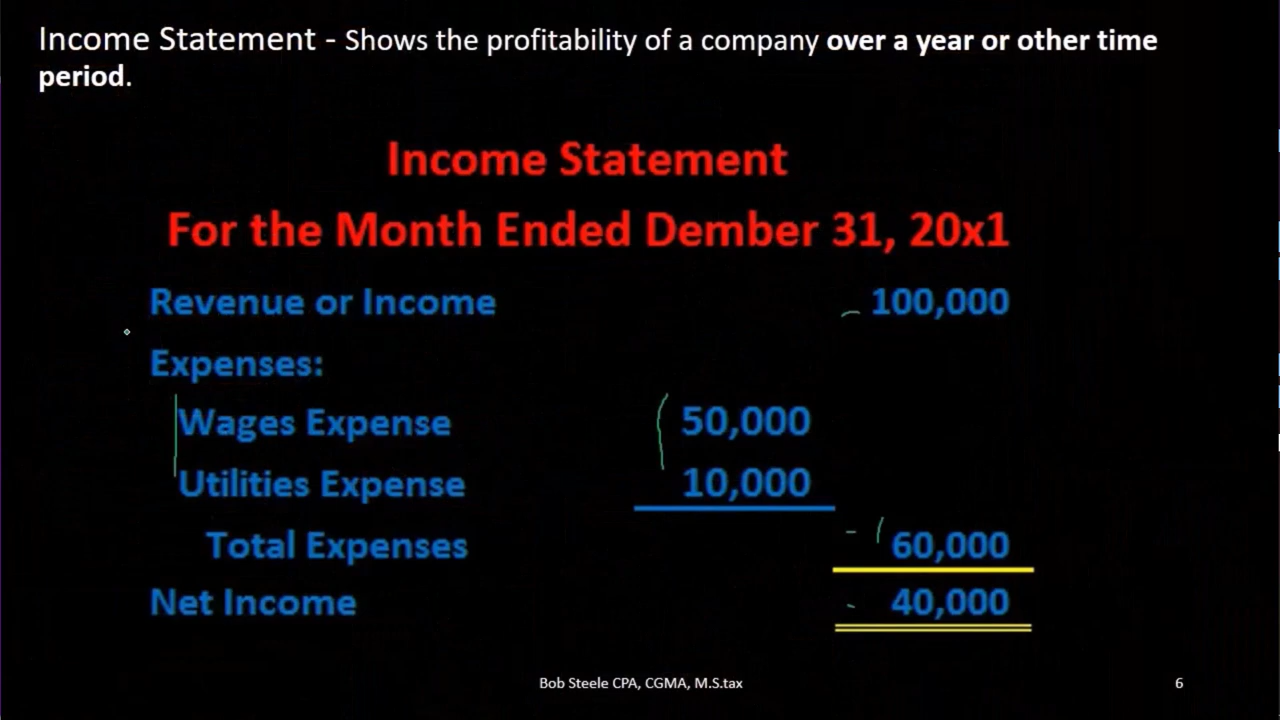 Income Statement - Shows the profitability of a company over a year or other time
period.
Income Statement
For the Month Ended Dember 31, 20x1
Revenue or Income 100,000
Expenses:
Wages Expense 50,000
Utilities Expense 10,000
Total Expenses 60,000
Net Income 40,000
Bob Steele CPA, CGMA, M.S.tax 6